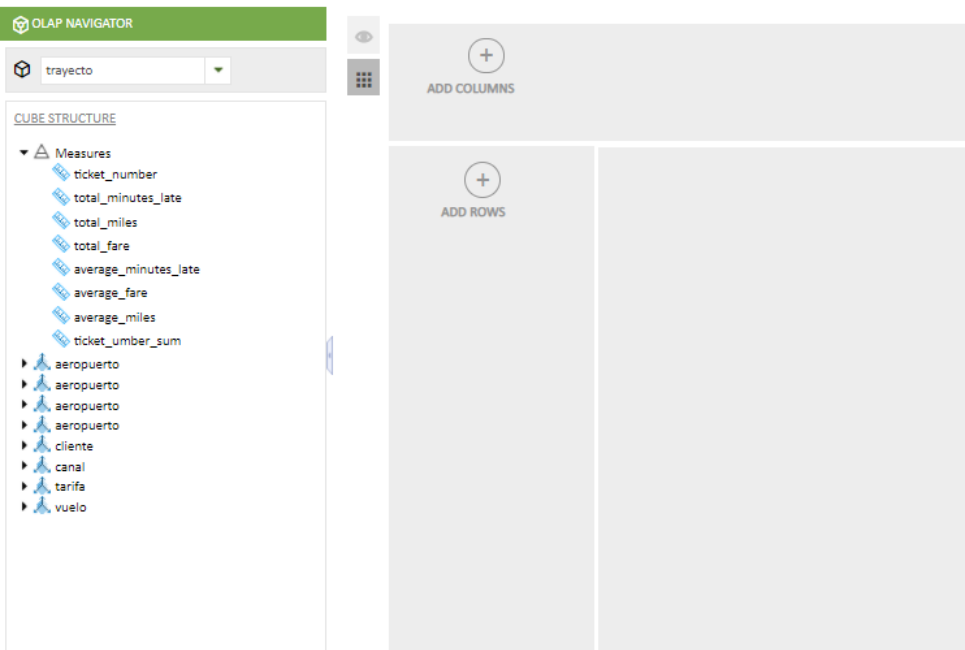 OLAP NAVIGATOR
trayecto
CUBE STRUCTURE
Measures
ticket_number
total_minutes_late
total_miles
total_fare
average_minutes_late
average_fare
average_miles
ticket_umber_sum
aeropuerto
aeropuerto
aeropuerto
aeropuerto
cliente
canal
tarifa
vuelo
ADD COLUMNS
ADD ROWS